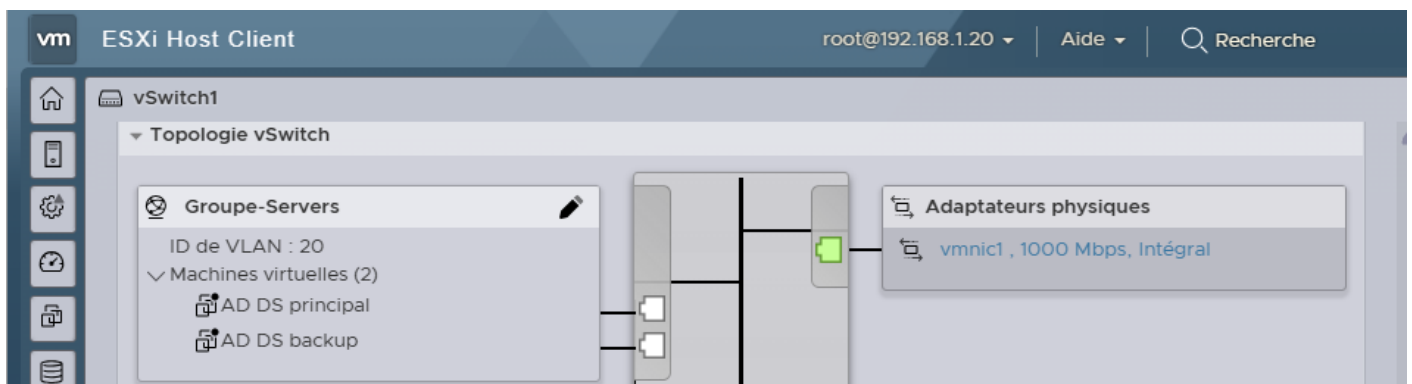 vm ESXi Host Client root@192.168.1.20 Aide Recherche
vSwitch1
Topologie vSwitch
Groupe-Servers
ID de VLAN : 20
Machines virtuelles (2)
AD DS principal
AD DS backup
Adaptateurs physiques
vmnic1 , 1000 Mbps, Intégral